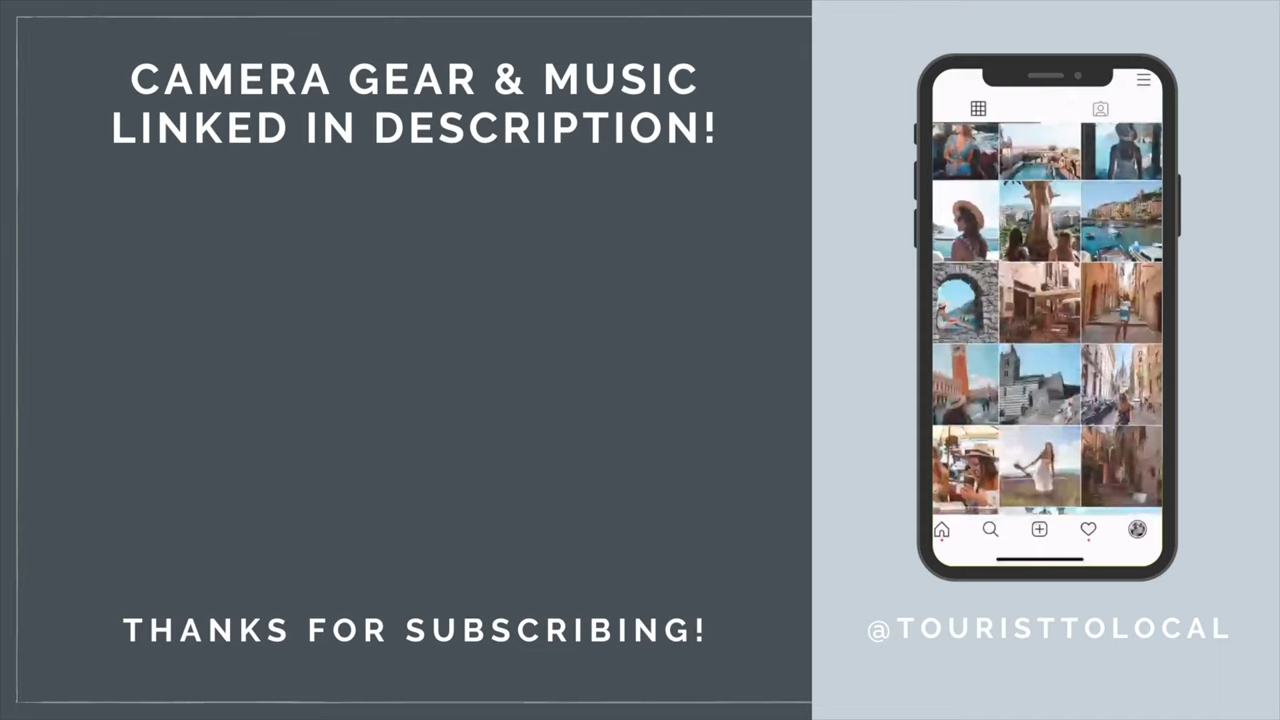 CAMERA GEAR & MUSIC
LINKED IN DESCRIPTION!
THANKS FOR SUBSCRIBING!
@TOURISTTOLOCAL